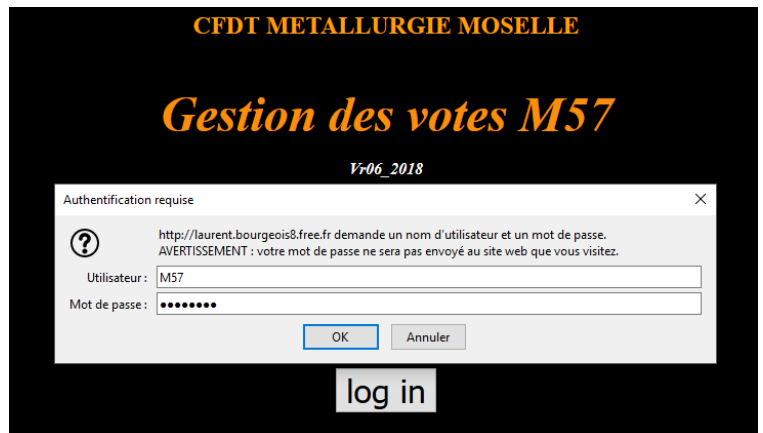 CFDT METALLURGIE MOSELLE
Gestion des votes M57
Vr06_2018
Authentification requise
http://laurent.bourgeois8.free.fr demande un nom d'utilisateur et un mot de passe.
AVERTISSEMENT : votre mot de passe ne sera pas envoyé au site web que vous visitez.
Utilisateur : M57
Mot de passe : ●●●●●●●●
OK Annuler
log in